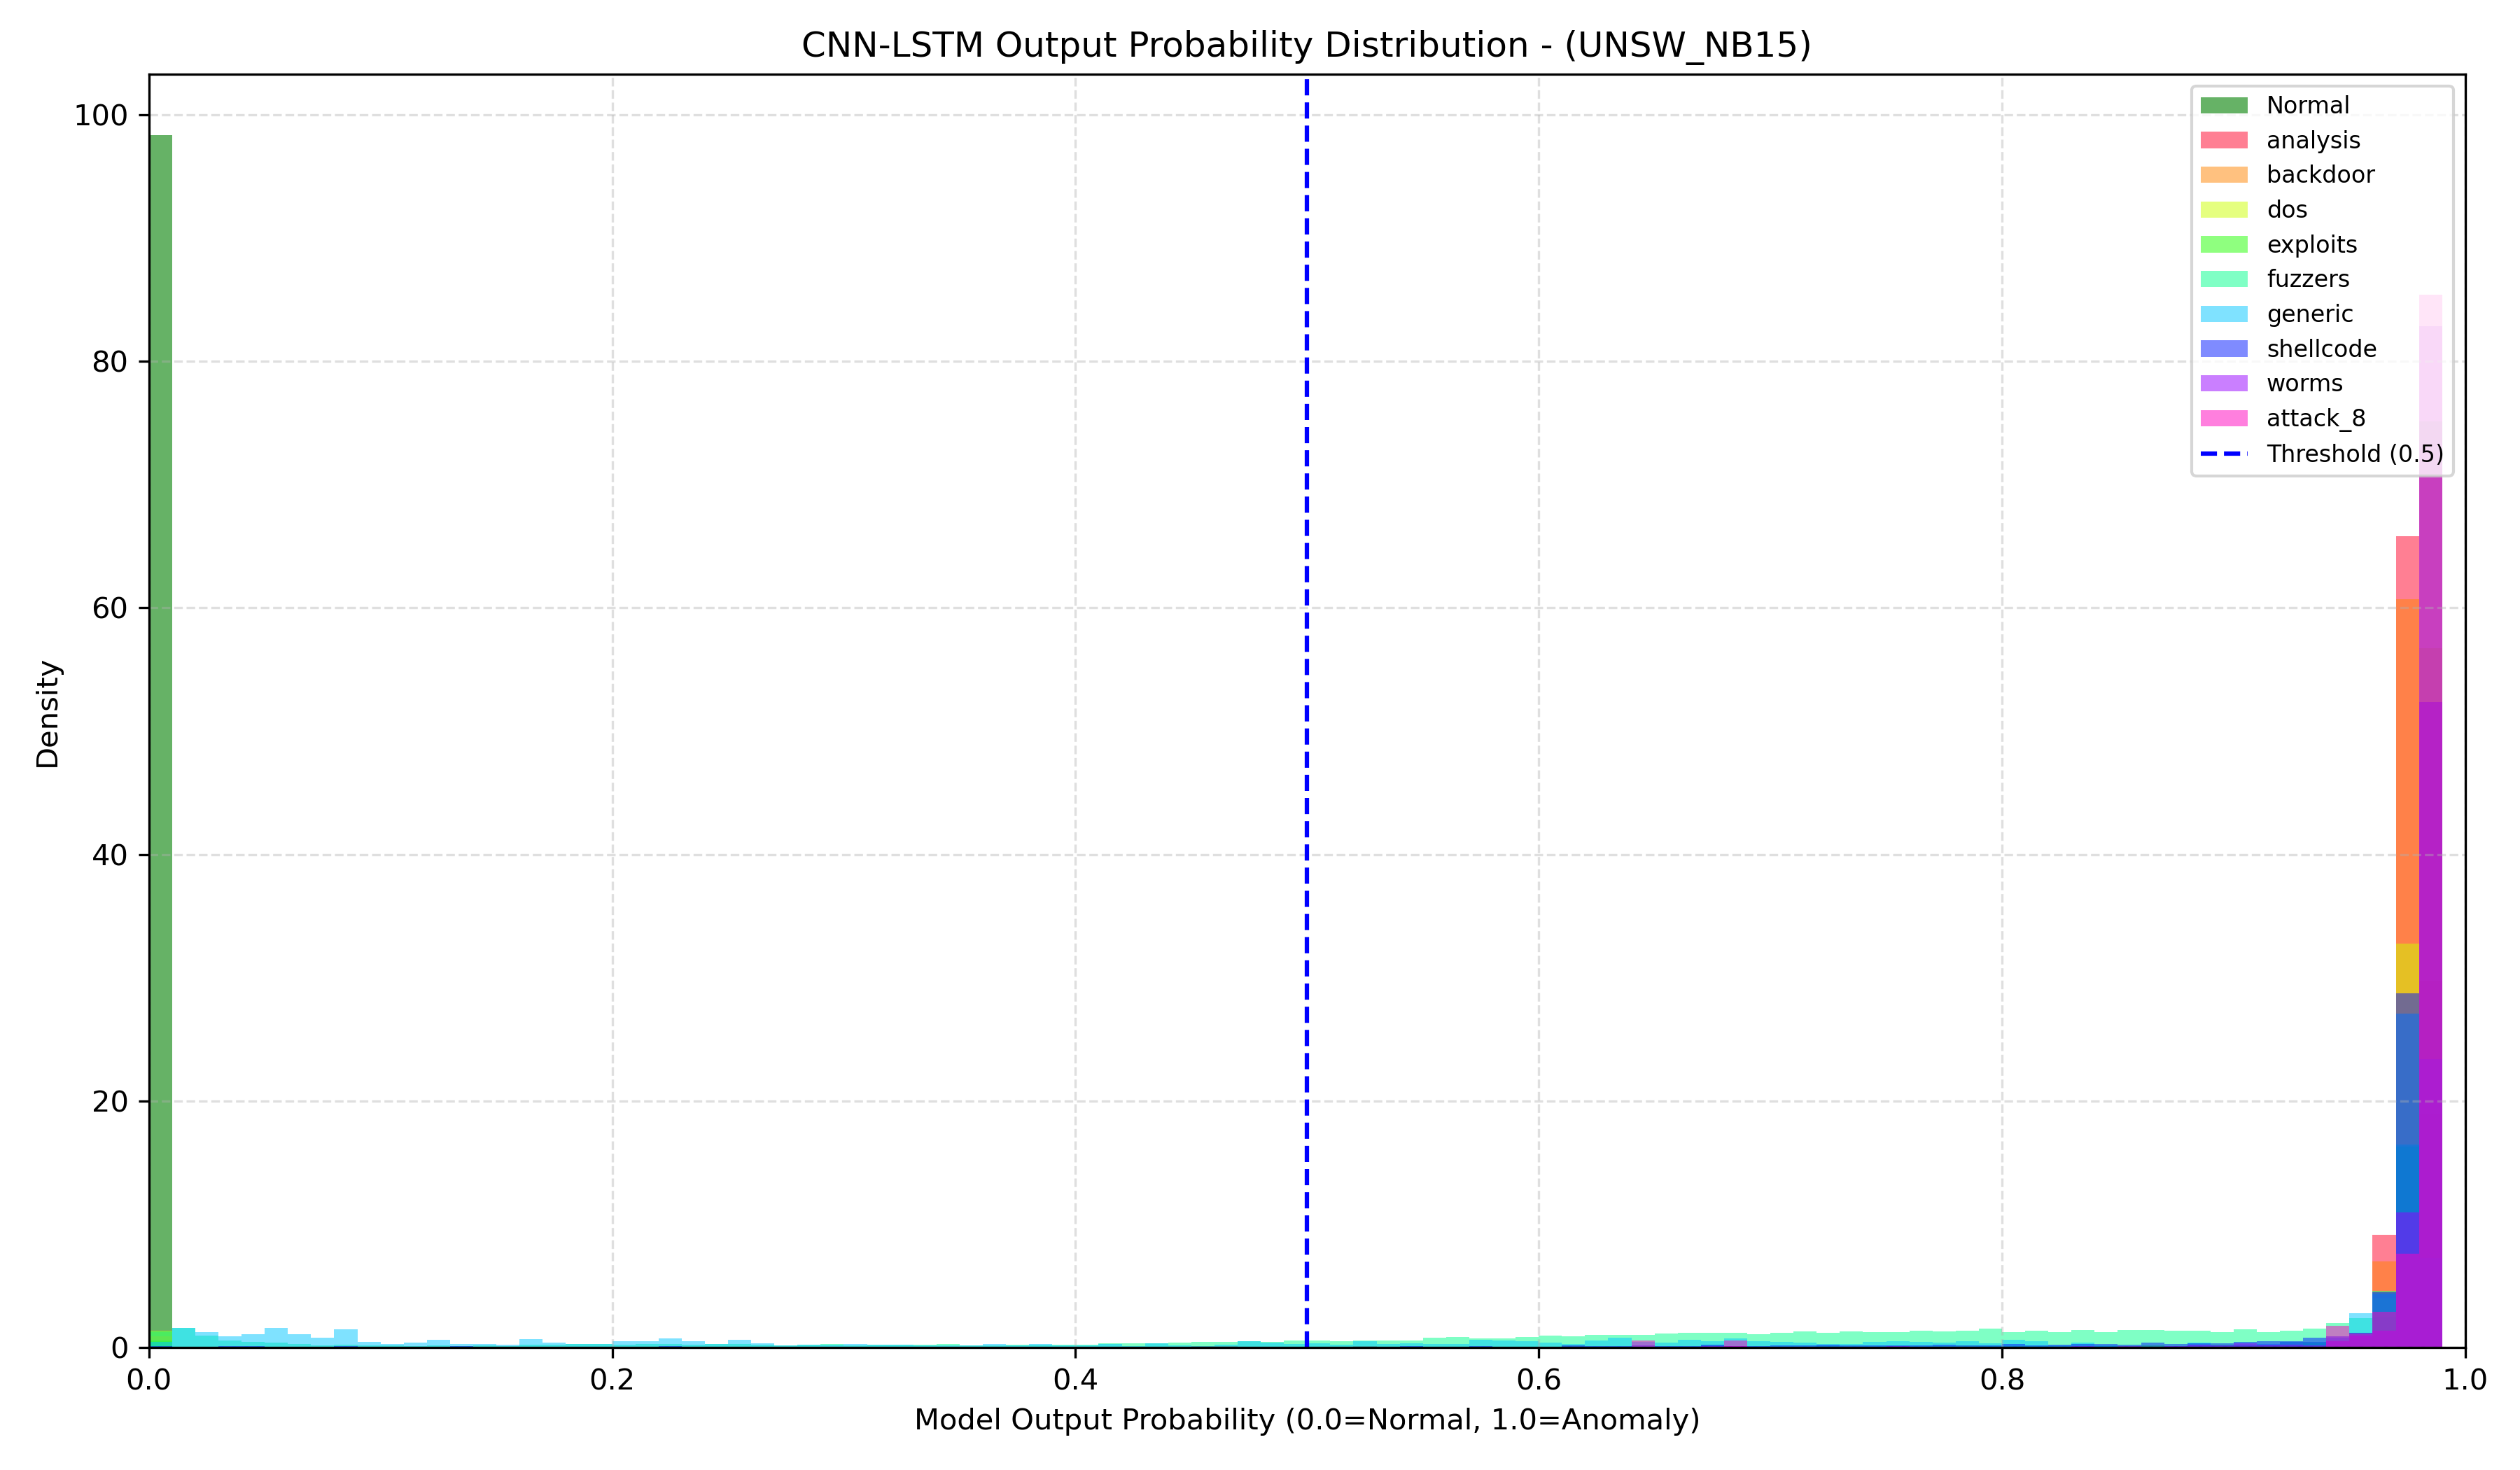 CNN-LSTM Output Probability Distribution - (UNSW_NB15)
100
80
60
40
20
0
Density
0.0
0.2
0.4
0.6
0.8
1.0
Model Output Probability (0.0=Normal, 1.0=Anomaly)
Normal
analysis
backdoor
dos
exploits
fuzzers
generic
shellcode
worms
attack_8
Threshold (0.5)